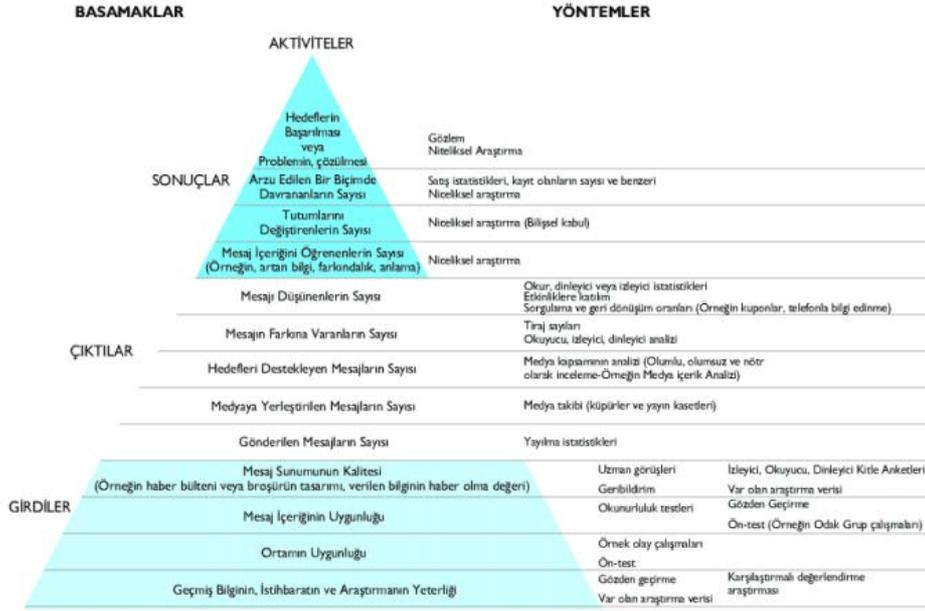 BASAMAKLAR
YÖNTEMLER
AKTİVİTELER
Hedeflerin
Başarılması
veya
Problemin, çözülmesi
Gözlem
Niteliksel Araştırma
SONUÇLAR
Arzu Edilen Bir Biçimde
Davrananların Sayısı
Satış istatistikleri, kayıt olanların sayısı ve benzeri
Niceliksel araştırma
Tutumlarını
Değiştirenlerin Sayısı
Niceliksel araştırma (Bilişsel kabul)
Mesaj İçeriğini Öğrenenlerin Sayısı
(Örneğin, artan bilgi, farkındalık, anlama)
Niceliksel araştırma
Mesajı Düşünenlerin Sayısı
Okur, dinleyici veya izleyici istatistikleri
Etkinliklere katılım
Sorgulama ve geri dönüşüm oranları (Örneğin kuponlar, telefonla bilgi edinme)
Mesajın Farkına Varanların Sayısı
Tiraj sayıları
Okuyucu, izleyici, dinleyici analizi
ÇIKTILAR
Hedefleri Destekleyen Mesajların Sayısı
Medya kapsamının analizi (Olumlu, olumsuz ve nötr
olarak inceleme-Örneğin Medya İçerik Analizi)
Medyaya Yerleştirilen Mesajların Sayısı
Medya takibi (küpürler ve yayın kasetleri)
Gönderilen Mesajların Sayısı
Yayılma istatistikleri
GİRDİLER
Mesaj Sunumunun Kalitesi
(Örneğin haber bülteni veya broşürün tasarımı, verilen bilginin haber olma değeri)
Uzman görüşleri
İzleyici, Okuyucu, Dinleyici Kitle Anketleri
Geribildirim
Var olan araştırma verisi
Mesaj İçeriğinin Uygunluğu
Okunurluluk testleri
Gözden Geçirme
Ön-test (Örneğin Odak Grup çalışmaları)
Ortamın Uygunluğu
Örnek olay çalışmaları
Ön-test
Geçmiş Bilginin, İstihbaratın ve Araştırmanın Yeterliği
Gözden geçirme
Var olan araştırma verisi
Karşılaştırmalı değerlendirme
araştırması